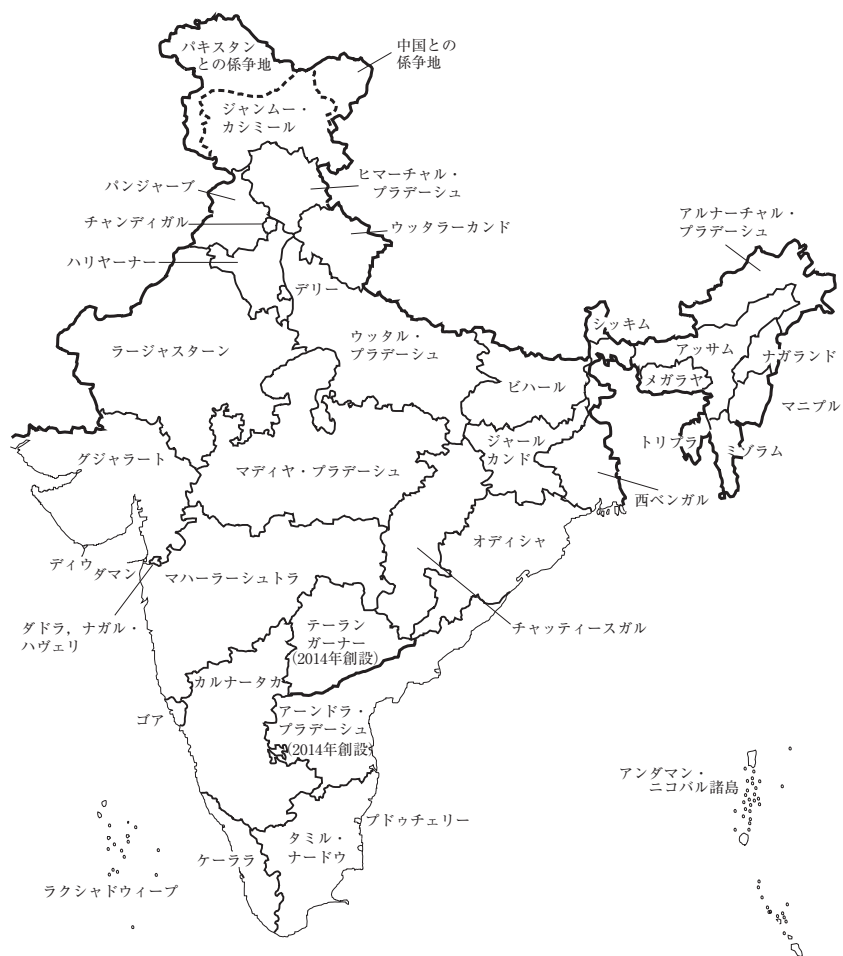 パキスタン
との係争地
中国との
係争地
ジャンムー・
カシミール
ヒマーチャル・
プラデーシュ
パンジャーブ
チャンディガル
ウッタラーカンド
アルナーチャル・
プラデーシュ
ハリヤーナー
デリー
シッキム
ラージャスターン
ウッタル・
プラデーシュ
アッサム
ナガランド
ビハール
メガラヤ
マニプル
グジャラート
マディヤ・プラデーシュ
ジャール
カンド
トリプラ
ミゾラム
西ベンガル
オディシャ
ディウ
ダマン
マハーラーシュトラ
ダドラ，ナガル・
ハヴェリ
テーラン
ガーナー
(2014年創設)
チャッティースガル
カルナータカ
ゴア
アーンドラ・
プラデーシュ
(2014年創設)
アンダマン・
ニコバル諸島
プドゥチェリー
タミル・
ナードゥ
ケーララ
ラクシャドウィープ